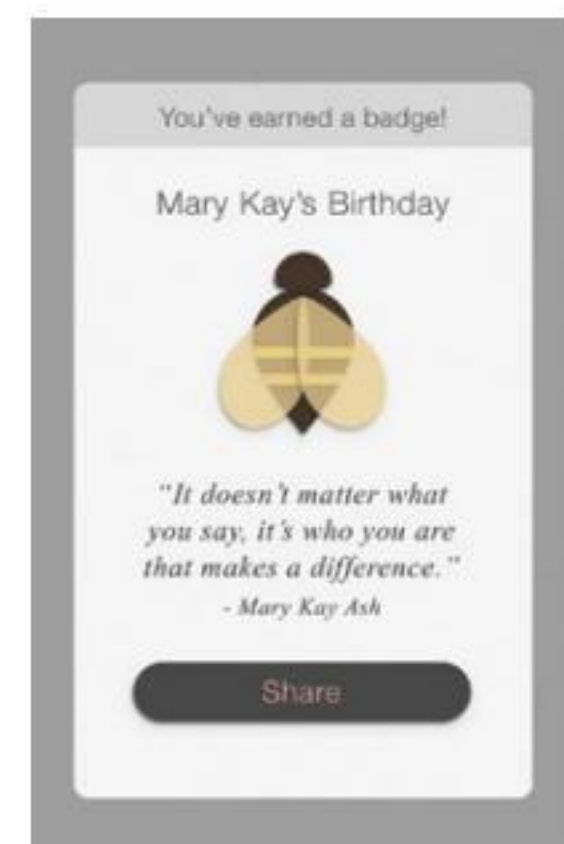 You've earned a badge!
Mary Kay's Birthday
"It doesn't matter what
you say, it's who you are
that makes a difference."
- Mary Kay Ash
Share